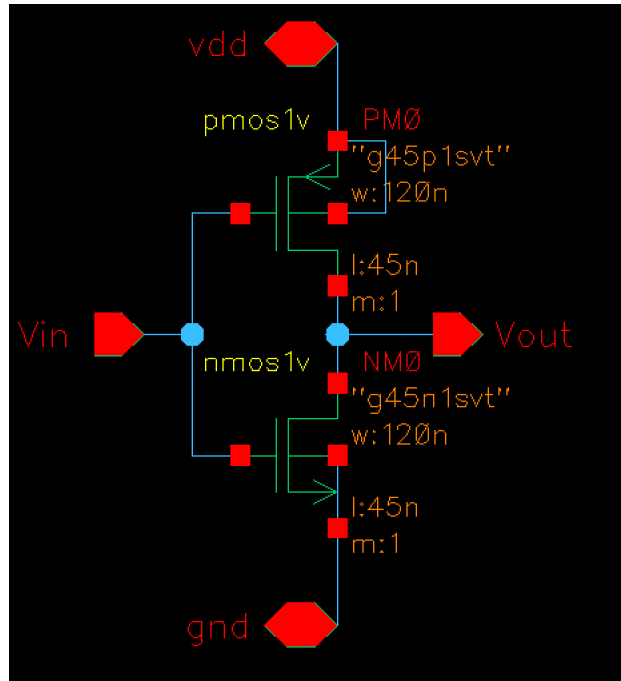 vdd
pmos1v PM0
"g45p1svt"
w:120n
l:45n
m:1
Vin Vout
nmos1v NM0
"g45n1svt"
w:120n
l:45n
m:1
gnd